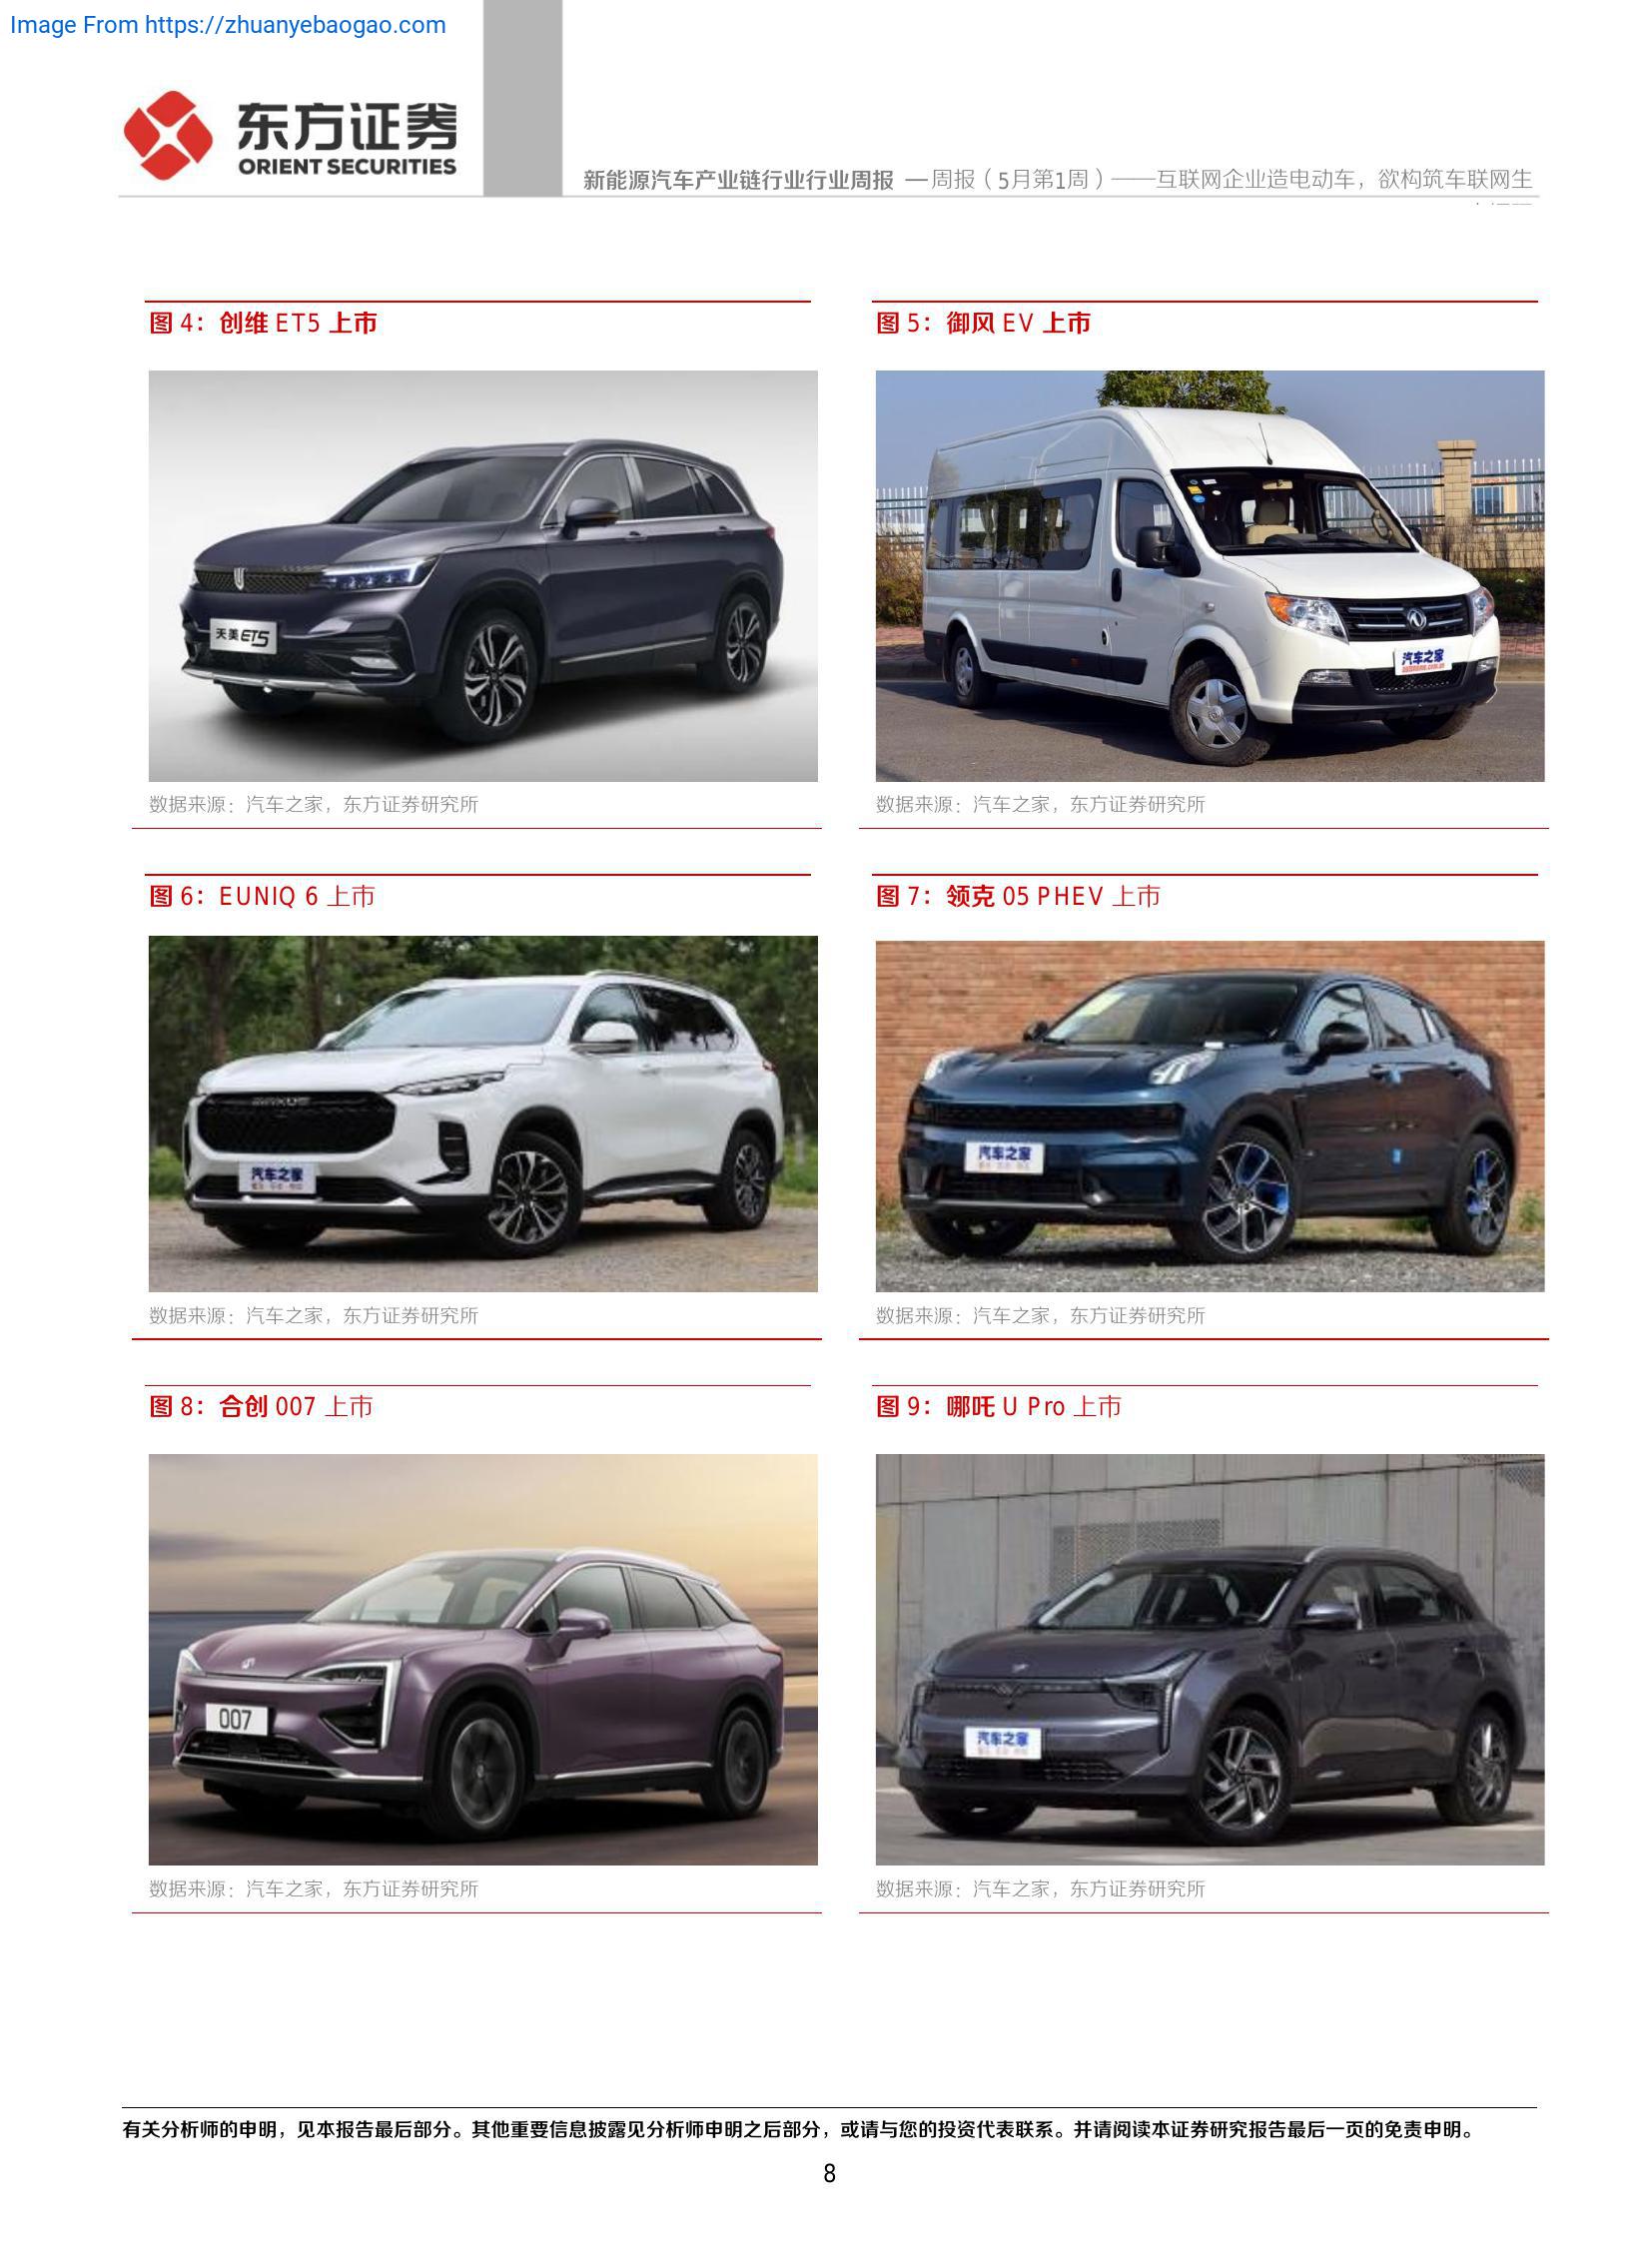 Image From https://zhuanyebaogao.com
东方证券
ORIENT SECURITIES
新能源汽车产业链行业行业周报 —周报（5月第1周）——互联网企业造电动车，欲构筑车联网生
图 4：创维 ET5 上市
图 5：御风 EV 上市
天美ET5
汽车之家
数据来源：汽车之家，东方证券研究所
数据来源：汽车之家，东方证券研究所
图 6：EUNIQ 6 上市
图 7：领克 05 PHEV 上市
MAXUS
汽车之家
汽车之家
数据来源：汽车之家，东方证券研究所
数据来源：汽车之家，东方证券研究所
图 8：合创 007 上市
图 9：哪吒 U Pro 上市
007
汽车之家
数据来源：汽车之家，东方证券研究所
数据来源：汽车之家，东方证券研究所
有关分析师的申明，见本报告最后部分。其他重要信息披露见分析师申明之后部分，或请与您的投资代表联系。并请阅读本证券研究报告最后一页的免责申明。
8